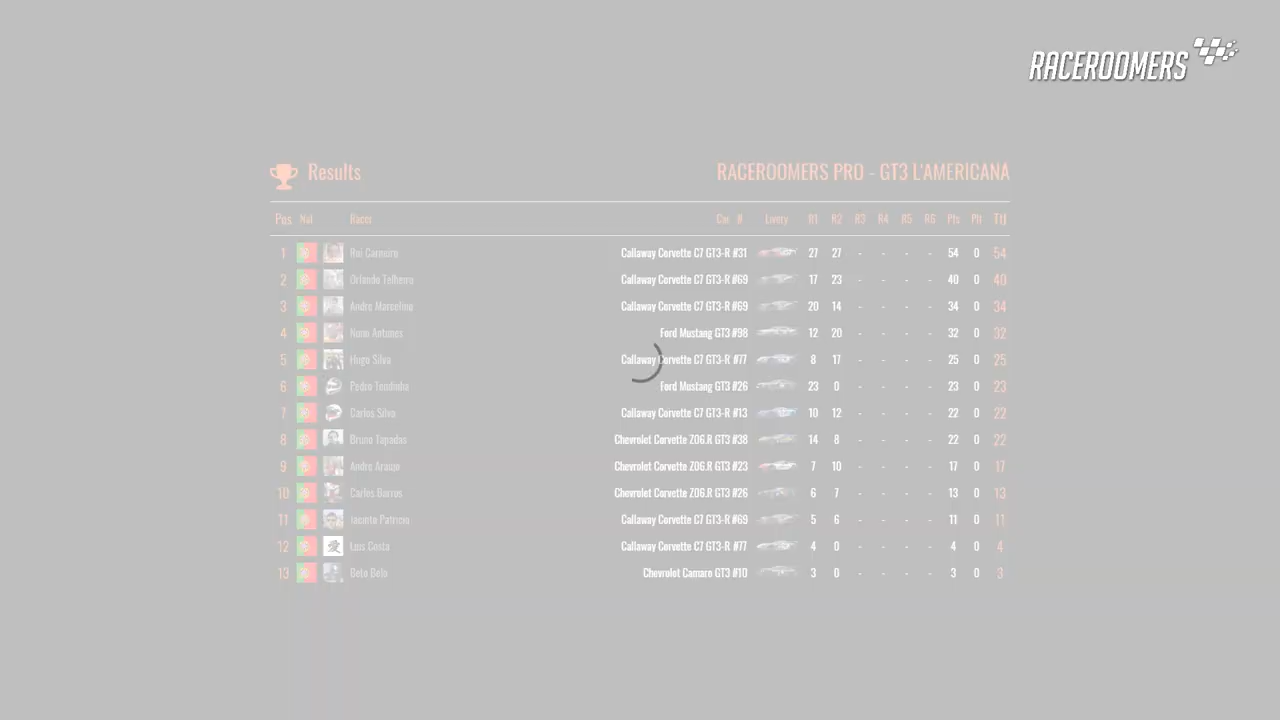 RACEROOMERS
Results RACEROOMERS PRO - GT3 L'AMERICANA
Pos Nat Racer Car # Livery R1 R2 R3 R4 R5 R6 Pts Plt Ttl
1 Rui Carneiro Callaway Corvette C7 GT3-R #31 27 27 - - - - 54 0 54
2 Orlando Telheiro Callaway Corvette C7 GT3-R #69 17 23 - - - - 40 0 40
3 Andre Marcelino Callaway Corvette C7 GT3-R #69 20 14 - - - - 34 0 34
4 Nuno Antunes Ford Mustang GT3 #98 12 20 - - - - 32 0 32
5 Hugo Silva Callaway Corvette C7 GT3-R #77 8 17 - - - - 25 0 25
6 Pedro Tendinha Ford Mustang GT3 #26 23 0 - - - - 23 0 23
7 Carlos Silva Callaway Corvette C7 GT3-R #13 10 12 - - - - 22 0 22
8 Bruno Topadas Chevrolet Corvette Z06.R GT3 #38 14 8 - - - - 22 0 22
9 Andre Araujo Chevrolet Corvette Z06.R GT3 #23 7 10 - - - - 17 0 17
10 Carlos Barros Chevrolet Corvette Z06.R GT3 #26 6 7 - - - - 13 0 13
11 Jacinto Patricio Callaway Corvette C7 GT3-R #69 5 6 - - - - 11 0 11
12 愛 Luis Costa Callaway Corvette C7 GT3-R #77 4 0 - - - - 4 0 4
13 Beto Belo Chevrolet Camaro GT3 #10 3 0 - - - - 3 0 3